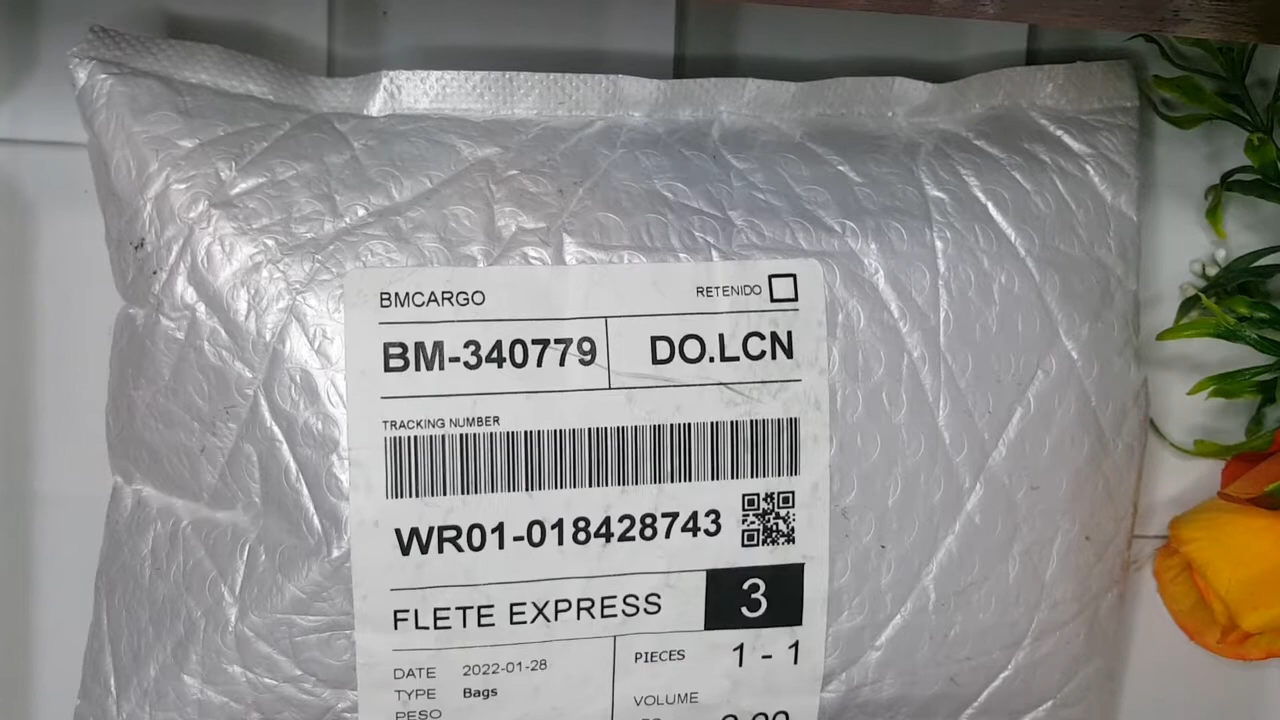 BMCARGO RETENIDO
BM-340779 DO.LCN
TRACKING NUMBER
WR01-018428743
FLETE EXPRESS 3
DATE 2022-01-28
TYPE Bags
PESO
PIECES 1 - 1
VOLUME